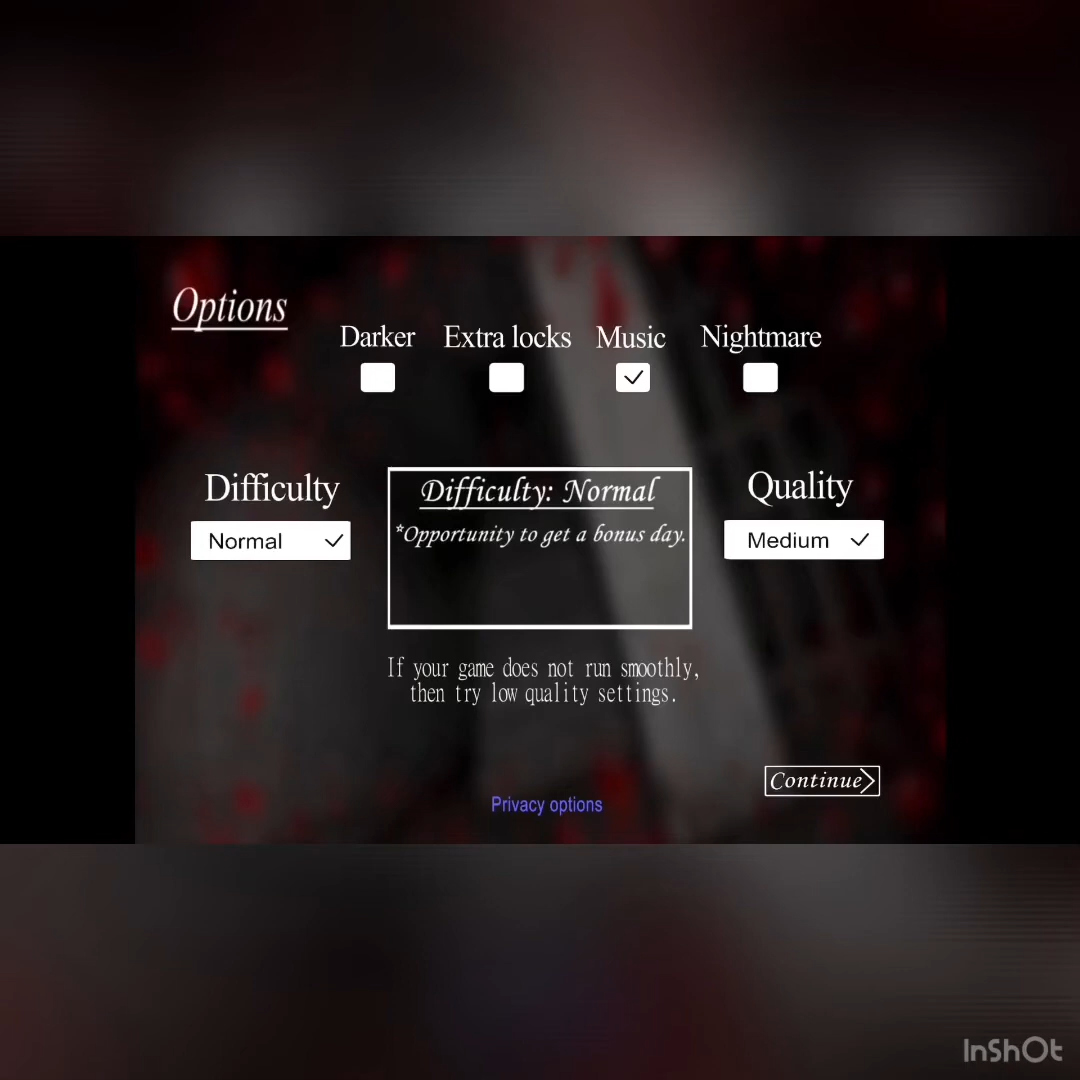 Options
Darker Extra locks Music Nightmare
Difficulty
Normal
Difficulty: Normal
*Opportunity to get a bonus day.
Quality
Medium
If your game does not run smoothly,
then try low quality settings.
Continue
Privacy options
InShOt